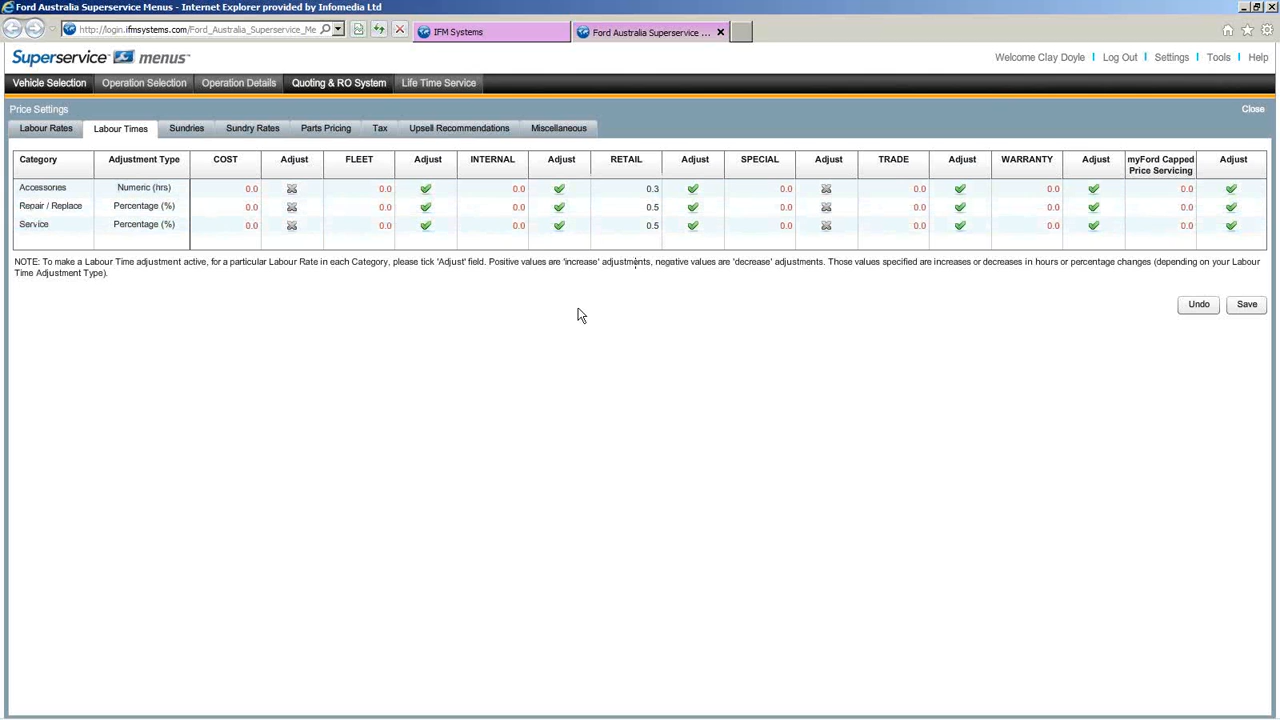 Ford Australia Superservice Menus - Internet Explorer provided by Infomedia Ltd
http://login.ifmsystems.com/Ford_Australia_Superservice_Me
IFM Systems
Ford Australia Superservice ...
Superservice menus
Welcome Clay Doyle Log Out Settings Tools Help
Vehicle Selection Operation Selection Operation Details Quoting & RO System Life Time Service
Price Settings Close
Labour Rates Labour Times Sundries Sundry Rates Parts Pricing Tax Upsell Recommendations Miscellaneous
Category Adjustment Type COST Adjust FLEET Adjust INTERNAL Adjust RETAIL Adjust SPECIAL Adjust TRADE Adjust WARRANTY Adjust myFord Capped Price Servicing Adjust
Accessories Numeric (hrs) 0.0 0.0 0.0 0.3 0.0 0.0 0.0 0.0
Repair / Replace Percentage (%) 0.0 0.0 0.0 0.5 0.0 0.0 0.0 0.0
Service Percentage (%) 0.0 0.0 0.0 0.5 0.0 0.0 0.0 0.0
NOTE: To make a Labour Time adjustment active, for a particular Labour Rate in each Category, please tick 'Adjust' field. Positive values are 'increase' adjustments, negative values are 'decrease' adjustments. Those values specified are increases or decreases in hours or percentage changes (depending on your Labour
Time Adjustment Type).
Undo Save